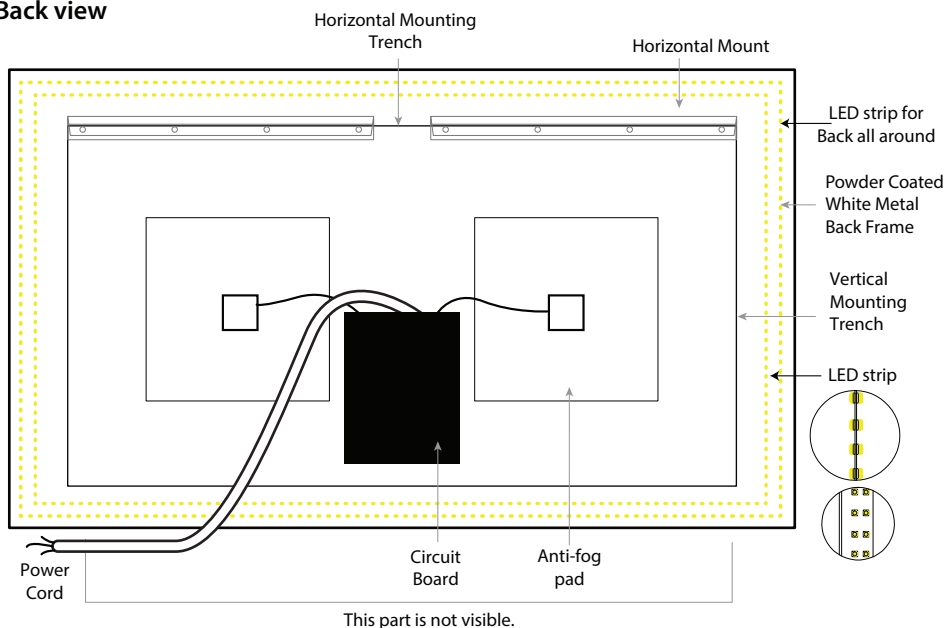 Back view
Horizontal Mounting
Trench
Horizontal Mount
LED strip for
Back all around
Powder Coated
White Metal
Back Frame
Vertical
Mounting
Trench
LED strip
Power
Cord
Circuit
Board
Anti-fog
pad
This part is not visible.